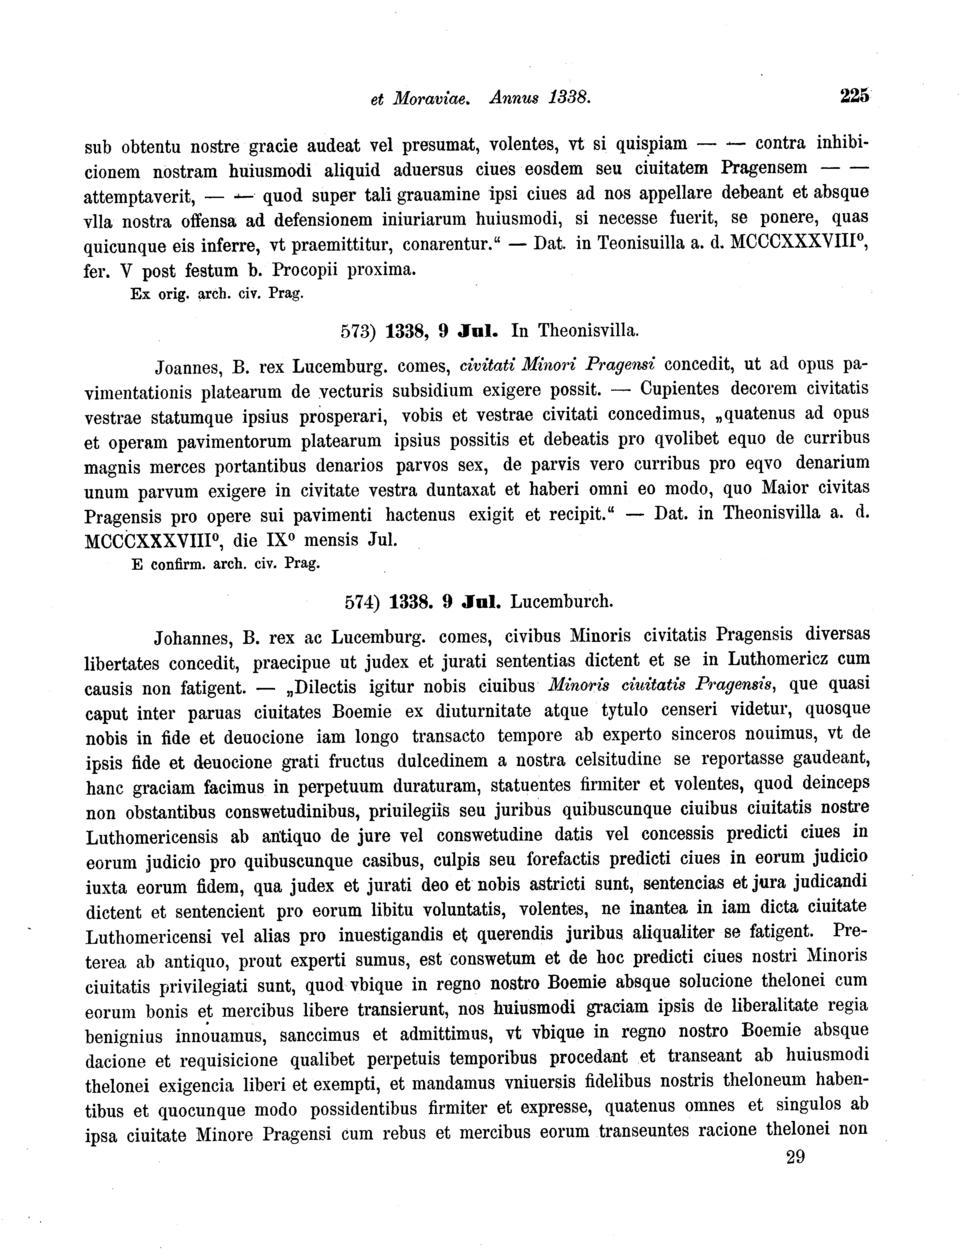 et Moraviae. Annus 1338. 225
sub obtentu nostre gracie audeat vel presumat, volentes, vt si quispiam — — contra inhibi-
cionem nostram huiusmodi aliquid aduersus ciues eosdem seu ciuitatem Pragensem — —
attemptaverit, — — quod super tali grauamine ipsi ciues ad nos appellare debeant et absque
vlla nostra offensa ad defensionem iniuriarum huiusmodi, si necesse fuerit, se ponere, quas
quicunque eis inferre, vt praemittitur, conarentur.“ — Dat. in Teonisuilla a. d. MCCCXXXVIII⁰,
fer. V post festum b. Procopii proxima.
Ex orig. arch. civ. Prag.
573) 1338, 9 Jul. In Theonisvilla.
Joannes, B. rex Lucemburg. comes, civitati Minori Pragensi concedit, ut ad opus pa-
vimentationis platearum de vecturis subsidium exigere possit. — Cupientes decorem civitatis
vestrae statumque ipsius prosperari, vobis et vestrae civitati concedimus, „quatenus ad opus
et operam pavimentorum platearum ipsius possitis et debeatis pro qvolibet equo de curribus
magnis merces portantibus denarios parvos sex, de parvis vero curribus pro eqvo denarium
unum parvum exigere in civitate vestra duntaxat et haberi omni eo modo, quo Maior civitas
Pragensis pro opere sui pavimenti hactenus exigit et recipit.“ — Dat. in Theonisvilla a. d.
MCCCXXXVIII⁰, die IX⁰ mensis Jul.
E confirm. arch. civ. Prag.
574) 1338. 9 Jul. Lucemburch.
Johannes, B. rex ac Lucemburg. comes, civibus Minoris civitatis Pragensis diversas
libertates concedit, praecipue ut judex et jurati sententias dictent et se in Luthomericz cum
causis non fatigent. — „Dilectis igitur nobis ciuibus Minoris ciuitatis Pragensis, que quasi
caput inter paruas ciuitates Boemie ex diuturnitate atque tytulo censeri videtur, quosque
nobis in fide et deuocione iam longo transacto tempore ab experto sinceros nouimus, vt de
ipsis fide et deuocione grati fructus dulcedinem a nostra celsitudine se reportasse gaudeant,
hanc graciam facimus in perpetuum duraturam, statuentes firmiter et volentes, quod deinceps
non obstantibus conswetudinibus, priuilegiis seu juribus quibuscunque ciuibus ciuitatis nostre
Luthomericensis ab antiquo de jure vel conswetudine datis vel concessis predicti ciues in
eorum judicio pro quibuscunque casibus, culpis seu forefactis predicti ciues in eorum judicio
iuxta eorum fidem, qua judex et jurati deo et nobis astricti sunt, sentencias et jura judicandi
dictent et sentencient pro eorum libitu voluntatis, volentes, ne inantea in iam dicta ciuitate
Luthomericensi vel alias pro inuestigandis et querendis juribus aliqualiter se fatigent. Pre-
terea ab antiquo, prout experti sumus, est conswetum et de hoc predicti ciues nostri Minoris
ciuitatis privilegiati sunt, quod vbique in regno nostro Boemie absque solucione thelonei cum
eorum bonis et mercibus libere transierunt, nos huiusmodi graciam ipsis de liberalitate regia
benignius innouamus, sanccimus et admittimus, vt vbique in regno nostro Boemie absque
dacione et requisicione qualibet perpetuis temporibus procedant et transeant ab huiusmodi
thelonei exigencia liberi et exempti, et mandamus vniuersis fidelibus nostris theloneum haben-
tibus et quocunque modo possidentibus firmiter et expresse, quatenus omnes et singulos ab
ipsa ciuitate Minore Pragensi cum rebus et mercibus eorum transeuntes racione thelonei non
29